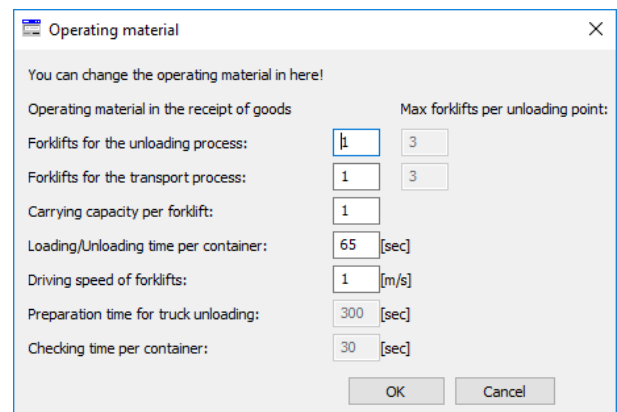 Operating material
You can change the operating material in here!
Operating material in the receipt of goods Max forklifts per unloading point:
Forklifts for the unloading process: 1 3
Forklifts for the transport process: 1 3
Carrying capacity per forklift: 1
Loading/Unloading time per container: 65 [sec]
Driving speed of forklifts: 1 [m/s]
Preparation time for truck unloading: 300 [sec]
Checking time per container: 30 [sec]
OK Cancel